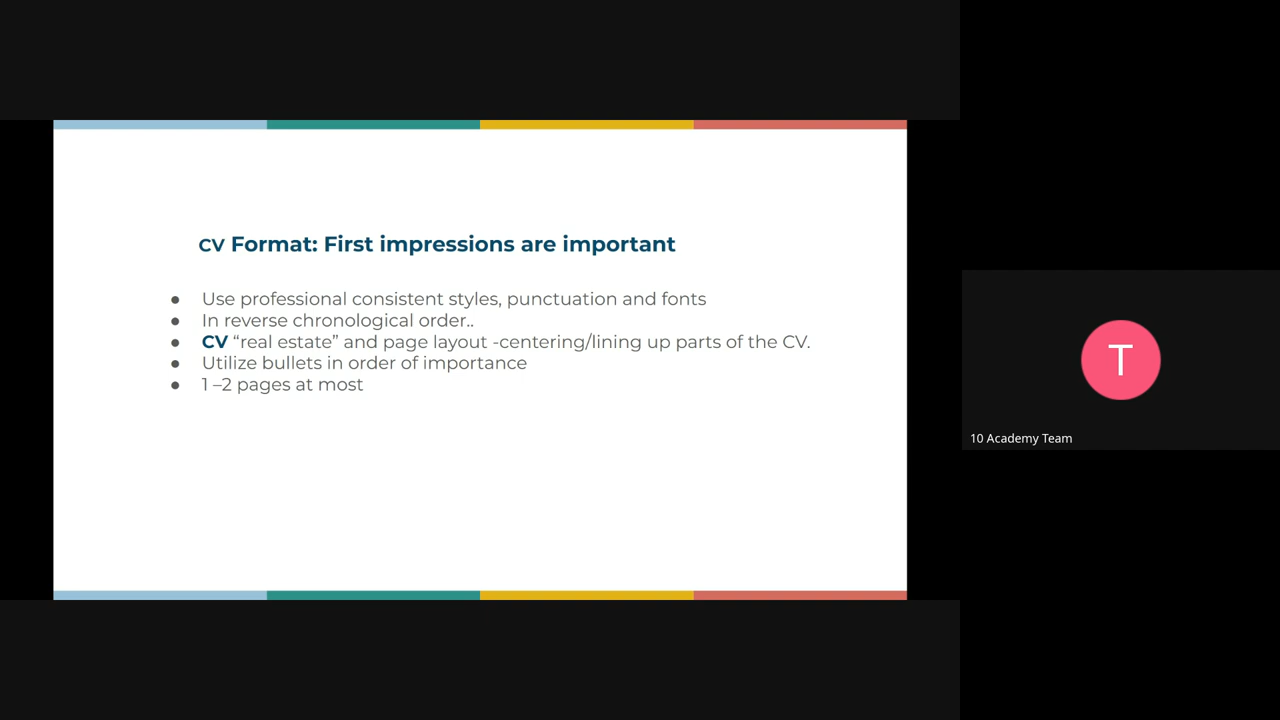 CV Format: First impressions are important
● Use professional consistent styles, punctuation and fonts
● In reverse chronological order..
● CV “real estate” and page layout -centering/lining up parts of the CV.
● Utilize bullets in order of importance
● 1 –2 pages at most
T
10 Academy Team